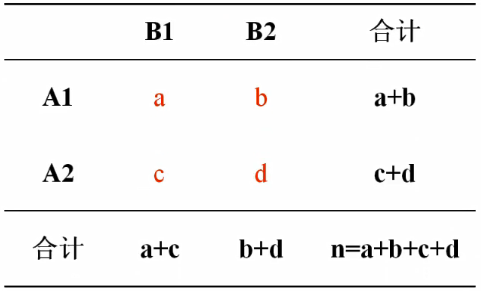 B1 B2 合计
A1 a b a+b
A2 c d c+d
合计 a+c b+d n=a+b+c+d